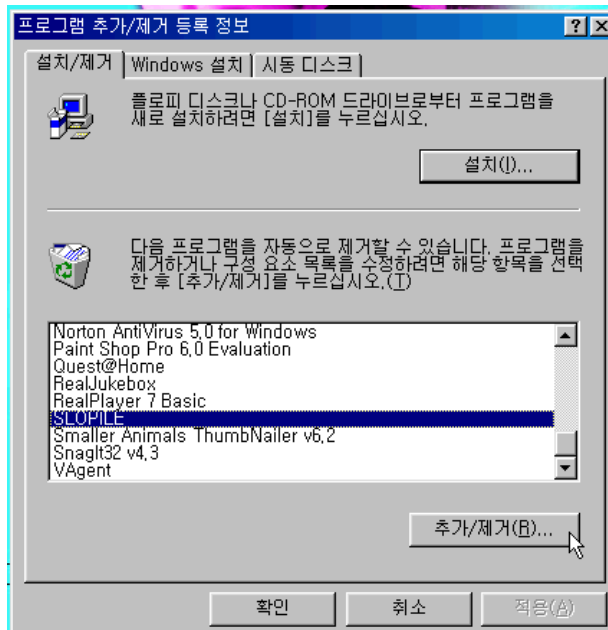 프로그램 추가/제거 등록 정보
설치/제거
Windows 설치
시동 디스크
플로피 디스크나 CD-ROM 드라이브로부터 프로그램을
새로 설치하려면 [설치]를 누르십시오.
설치(I)...
다음 프로그램을 자동으로 제거할 수 있습니다. 프로그램을
제거하거나 구성 요소 목록을 수정하려면 해당 항목을 선택
한 후 [추가/제거]를 누르십시오.(T)
Norton AntiVirus 5.0 for Windows
Paint Shop Pro 6.0 Evaluation
Quest@Home
RealJukebox
RealPlayer 7 Basic
SLOPILE
Smaller Animals ThumbNailer v6.2
SnagIt32 v4.3
VAgent
추가/제거(R)...
확인
취소
적용(A)